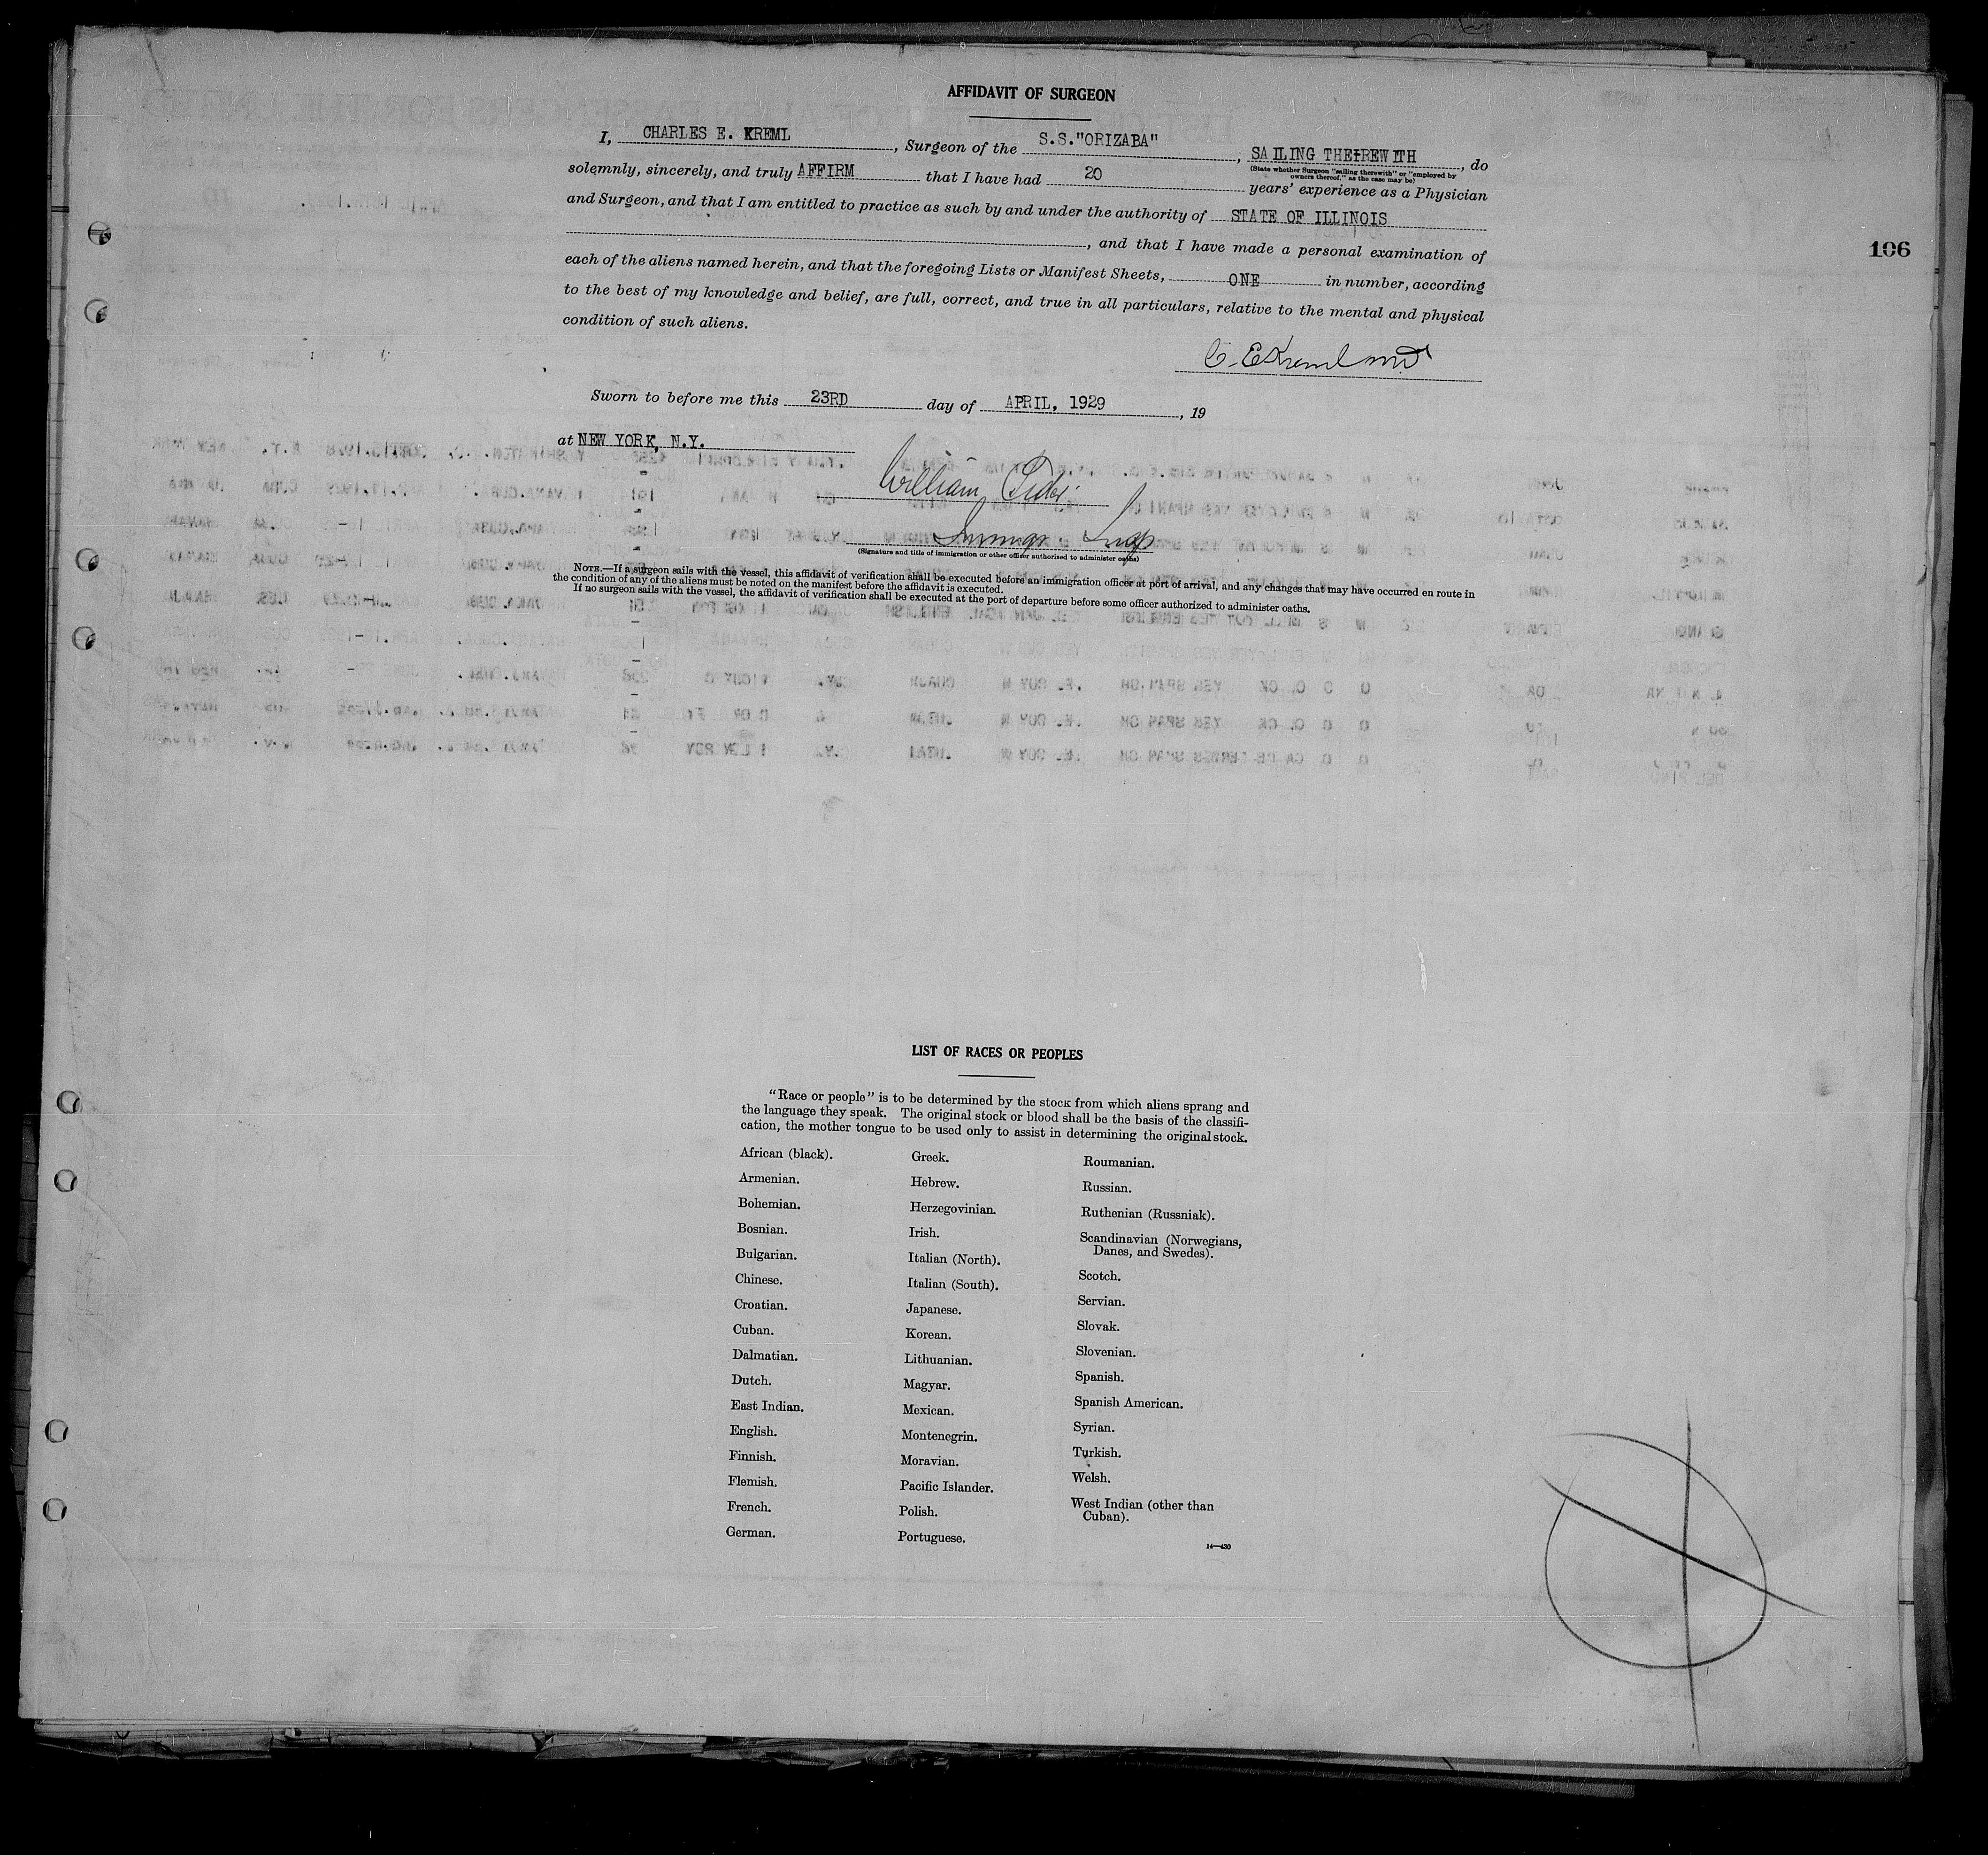 AFFIDAVIT OF SURGEON
I, CHARLES E. KREML, Surgeon of the S.S."ORIZABA", SAILING THEREWITH, do
(State whether Surgeon "sailing therewith" or "employed by
owners thereof," as the case may be)
solemnly, sincerely, and truly AFFIRM that I have had 20 years' experience as a Physician
and Surgeon, and that I am entitled to practice as such by and under the authority of STATE OF ILLINOIS
, and that I have made a personal examination of
106
each of the aliens named herein, and that the foregoing Lists or Manifest Sheets, ONE in number, according
to the best of my knowledge and belief, are full, correct, and true in all particulars, relative to the mental and physical
condition of such aliens.
C. E Kreml MD
Sworn to before me this 23RD day of APRIL, 1929, 19
at NEW YORK, N.Y.
William
(Signature and title of immigration or other officer authorized to administer oaths)
NOTE.—If a surgeon sails with the vessel, this affidavit of verification shall be executed before an immigration officer at port of arrival, and any changes that may have occurred en route in
the condition of any of the aliens must be noted on the manifest before the affidavit is executed.
If no surgeon sails with the vessel, the affidavit of verification shall be executed at the port of departure before some officer authorized to administer oaths.
LIST OF RACES OR PEOPLES
"Race or people" is to be determined by the stock from which aliens sprang and
the language they speak. The original stock or blood shall be the basis of the classifi-
cation, the mother tongue to be used only to assist in determining the original stock.
African (black).
Armenian.
Bohemian.
Bosnian.
Bulgarian.
Chinese.
Croatian.
Cuban.
Dalmatian.
Dutch.
East Indian.
English.
Finnish.
Flemish.
French.
German.
Greek.
Hebrew.
Herzegovinian.
Irish.
Italian (North).
Italian (South).
Japanese.
Korean.
Lithuanian.
Magyar.
Mexican.
Montenegrin.
Moravian.
Pacific Islander.
Polish.
Portuguese.
Roumanian.
Russian.
Ruthenian (Russniak).
Scandinavian (Norwegians,
Danes, and Swedes).
Scotch.
Servian.
Slovak.
Slovenian.
Spanish.
Spanish American.
Syrian.
Turkish.
Welsh.
West Indian (other than
Cuban).
14—430